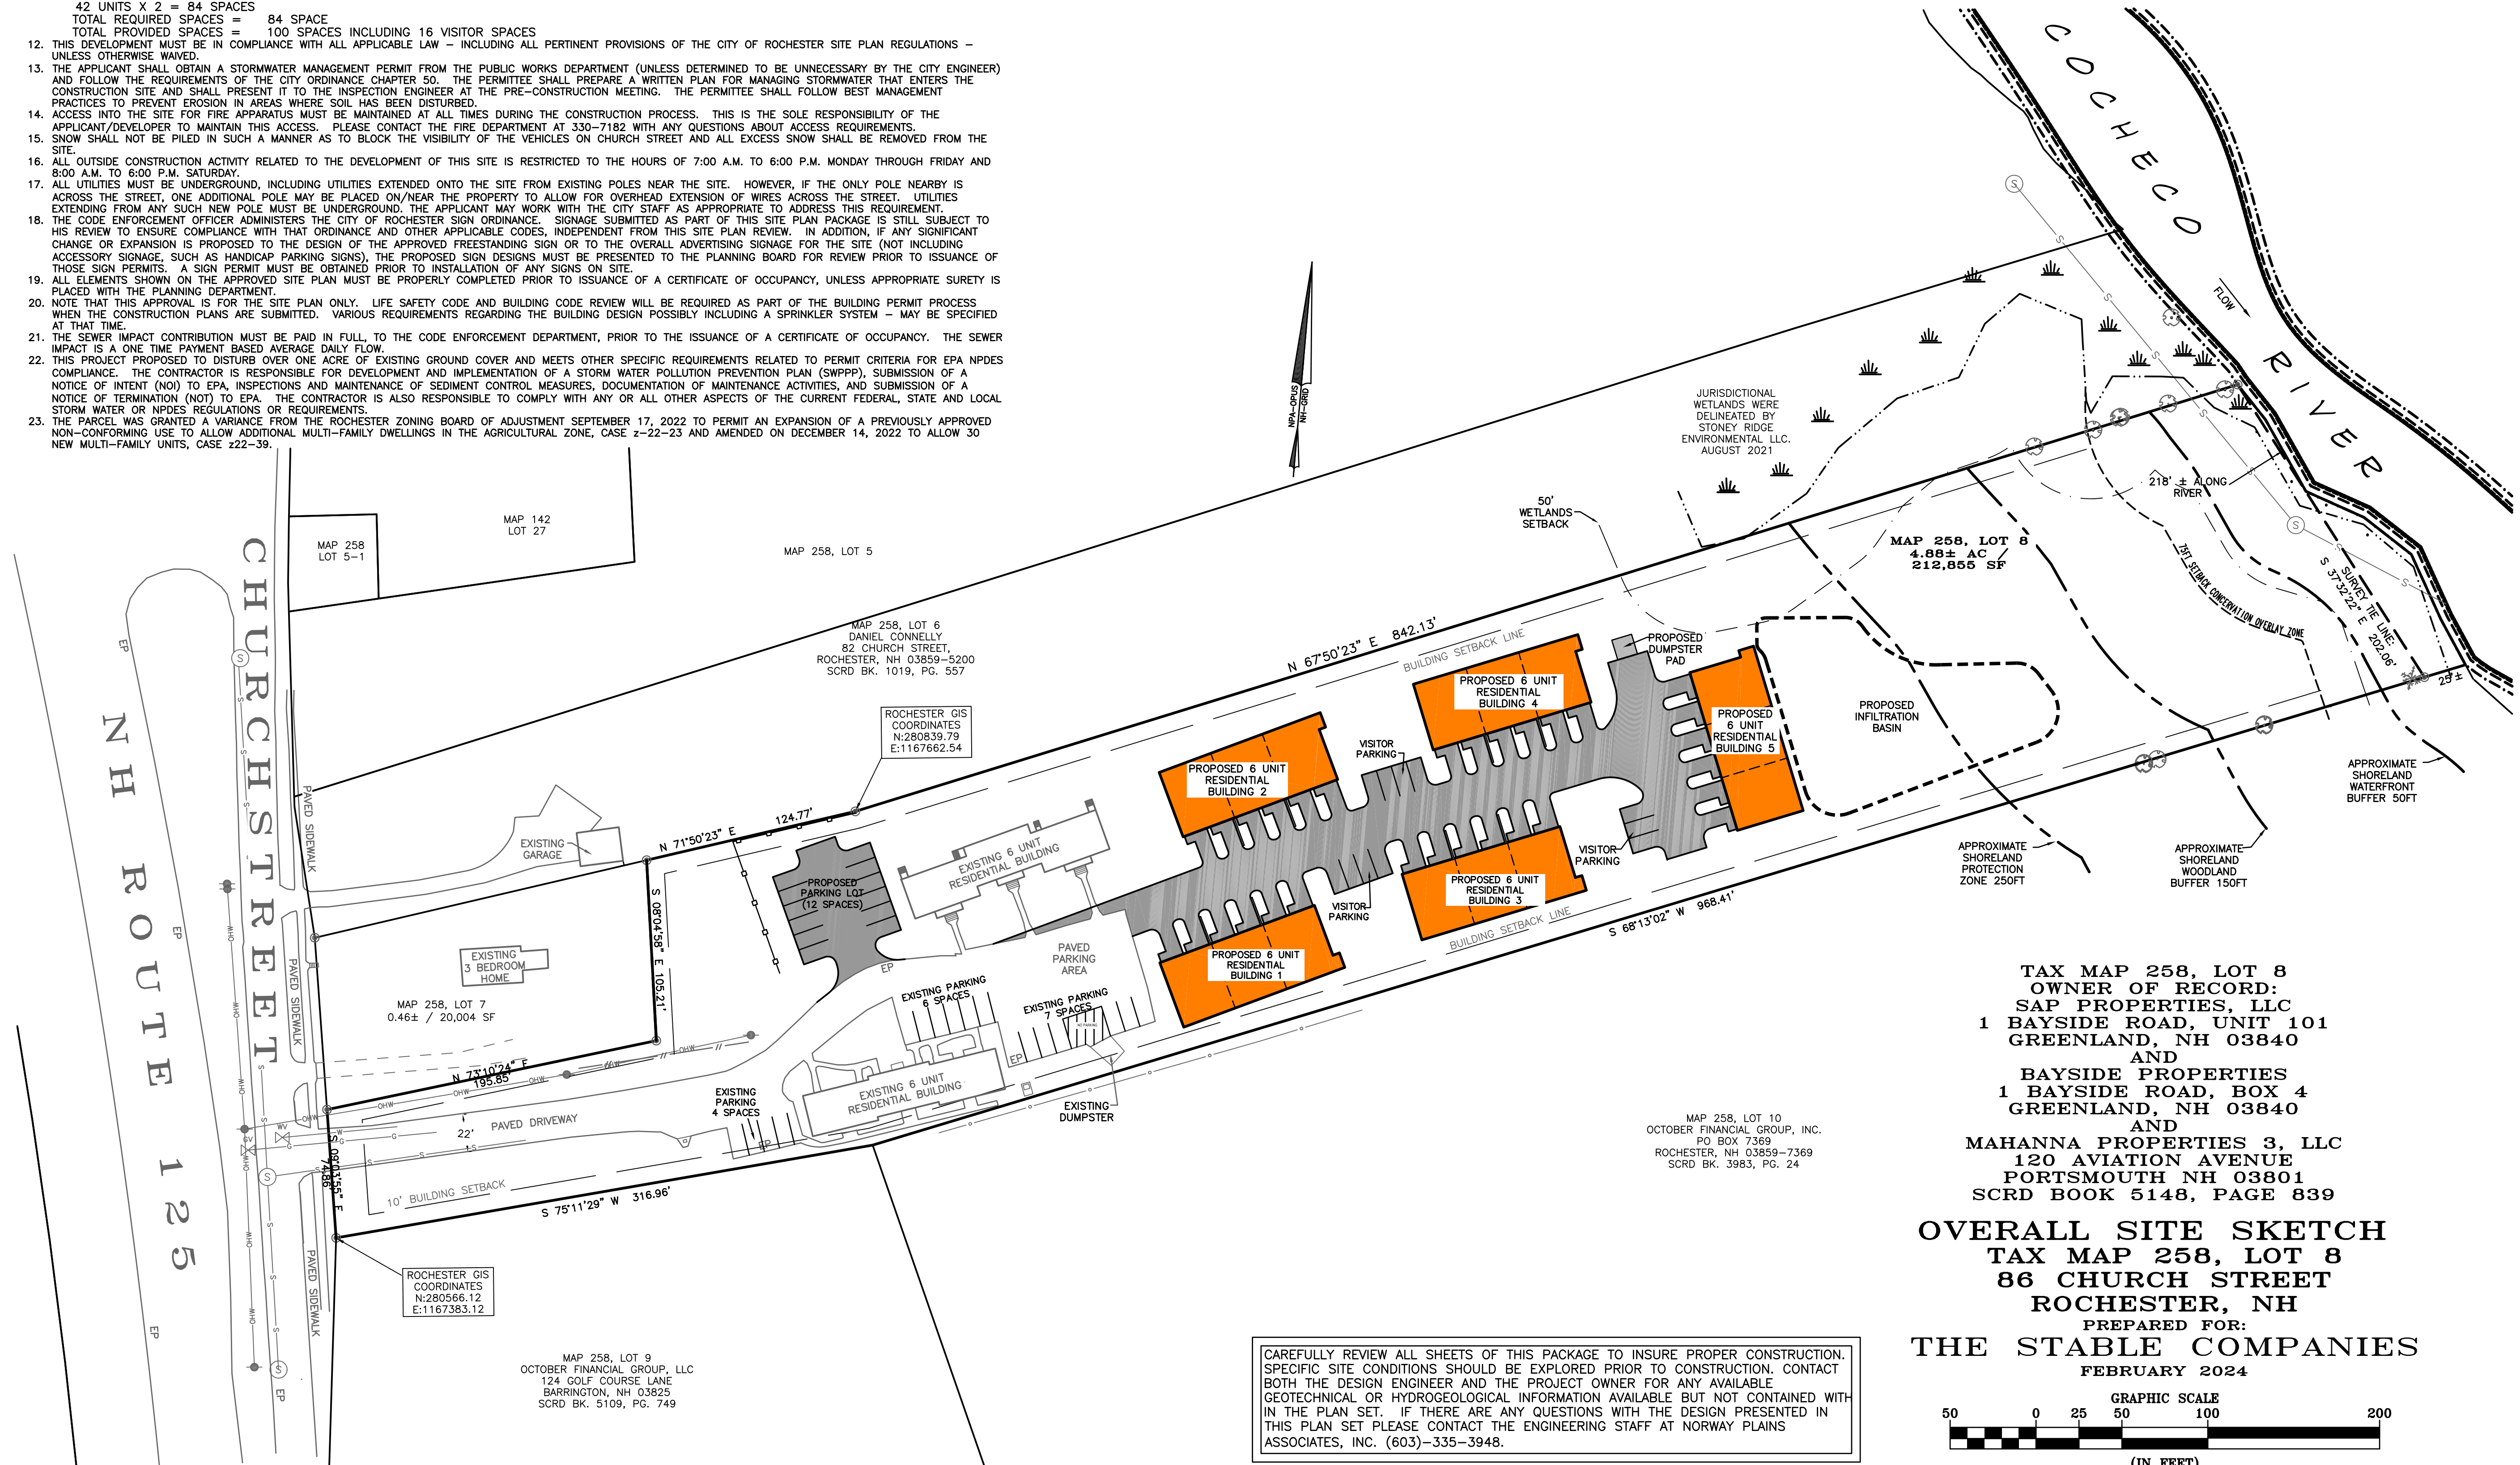 42 UNITS X 2 = 84 SPACES
TOTAL REQUIRED SPACES = 84 SPACE
TOTAL PROVIDED SPACES = 100 SPACES INCLUDING 16 VISITOR SPACES
12. THIS DEVELOPMENT MUST BE IN COMPLIANCE WITH ALL APPLICABLE LAW – INCLUDING ALL PERTINENT PROVISIONS OF THE CITY OF ROCHESTER SITE PLAN REGULATIONS –
UNLESS OTHERWISE WAIVED.
13. THE APPLICANT SHALL OBTAIN A STORMWATER MANAGEMENT PERMIT FROM THE PUBLIC WORKS DEPARTMENT (UNLESS DETERMINED TO BE UNNECESSARY BY THE CITY ENGINEER)
AND FOLLOW THE REQUIREMENTS OF THE CITY ORDINANCE CHAPTER 50. THE PERMITTEE SHALL PREPARE A WRITTEN PLAN FOR MANAGING STORMWATER THAT ENTERS THE
CONSTRUCTION SITE AND SHALL PRESENT IT TO THE INSPECTION ENGINEER AT THE PRE–CONSTRUCTION MEETING. THE PERMITTEE SHALL FOLLOW BEST MANAGEMENT
PRACTICES TO PREVENT EROSION IN AREAS WHERE SOIL HAS BEEN DISTURBED.
14. ACCESS INTO THE SITE FOR FIRE APPARATUS MUST BE MAINTAINED AT ALL TIMES DURING THE CONSTRUCTION PROCESS. THIS IS THE SOLE RESPONSIBILITY OF THE
APPLICANT/DEVELOPER TO MAINTAIN THIS ACCESS. PLEASE CONTACT THE FIRE DEPARTMENT AT 330–7182 WITH ANY QUESTIONS ABOUT ACCESS REQUIREMENTS.
15. SNOW SHALL NOT BE PILED IN SUCH A MANNER AS TO BLOCK THE VISIBILITY OF THE VEHICLES ON CHURCH STREET AND ALL EXCESS SNOW SHALL BE REMOVED FROM THE
SITE.
16. ALL OUTSIDE CONSTRUCTION ACTIVITY RELATED TO THE DEVELOPMENT OF THIS SITE IS RESTRICTED TO THE HOURS OF 7:00 A.M. TO 6:00 P.M. MONDAY THROUGH FRIDAY AND
8:00 A.M. TO 6:00 P.M. SATURDAY.
17. ALL UTILITIES MUST BE UNDERGROUND, INCLUDING UTILITIES EXTENDED ONTO THE SITE FROM EXISTING POLES NEAR THE SITE. HOWEVER, IF THE ONLY POLE NEARBY IS
ACROSS THE STREET, ONE ADDITIONAL POLE MAY BE PLACED ON/NEAR THE PROPERTY TO ALLOW FOR OVERHEAD EXTENSION OF WIRES ACROSS THE STREET. UTILITIES
EXTENDING FROM ANY SUCH NEW POLE MUST BE UNDERGROUND. THE APPLICANT MAY WORK WITH THE CITY STAFF AS APPROPRIATE TO ADDRESS THIS REQUIREMENT.
18. THE CODE ENFORCEMENT OFFICER ADMINISTERS THE CITY OF ROCHESTER SIGN ORDINANCE. SIGNAGE SUBMITTED AS PART OF THIS SITE PLAN PACKAGE IS STILL SUBJECT TO
HIS REVIEW TO ENSURE COMPLIANCE WITH THAT ORDINANCE AND OTHER APPLICABLE CODES, INDEPENDENT FROM THIS SITE PLAN REVIEW. IN ADDITION, IF ANY SIGNIFICANT
CHANGE OR EXPANSION IS PROPOSED TO THE DESIGN OF THE APPROVED FREESTANDING SIGN OR TO THE OVERALL ADVERTISING SIGNAGE FOR THE SITE (NOT INCLUDING
ACCESSORY SIGNAGE, SUCH AS HANDICAP PARKING SIGNS), THE PROPOSED SIGN DESIGNS MUST BE PRESENTED TO THE PLANNING BOARD FOR REVIEW PRIOR TO ISSUANCE OF
THOSE SIGN PERMITS. A SIGN PERMIT MUST BE OBTAINED PRIOR TO INSTALLATION OF ANY SIGNS ON SITE.
19. ALL ELEMENTS SHOWN ON THE APPROVED SITE PLAN MUST BE PROPERLY COMPLETED PRIOR TO ISSUANCE OF A CERTIFICATE OF OCCUPANCY, UNLESS APPROPRIATE SURETY IS
PLACED WITH THE PLANNING DEPARTMENT.
20. NOTE THAT THIS APPROVAL IS FOR THE SITE PLAN ONLY. LIFE SAFETY CODE AND BUILDING CODE REVIEW WILL BE REQUIRED AS PART OF THE BUILDING PERMIT PROCESS
WHEN THE CONSTRUCTION PLANS ARE SUBMITTED. VARIOUS REQUIREMENTS REGARDING THE BUILDING DESIGN POSSIBLY INCLUDING A SPRINKLER SYSTEM – MAY BE SPECIFIED
AT THAT TIME.
21. THE SEWER IMPACT CONTRIBUTION MUST BE PAID IN FULL, TO THE CODE ENFORCEMENT DEPARTMENT, PRIOR TO THE ISSUANCE OF A CERTIFICATE OF OCCUPANCY. THE SEWER
IMPACT IS A ONE TIME PAYMENT BASED AVERAGE DAILY FLOW.
22. THIS PROJECT PROPOSED TO DISTURB OVER ONE ACRE OF EXISTING GROUND COVER AND MEETS OTHER SPECIFIC REQUIREMENTS RELATED TO PERMIT CRITERIA FOR EPA NPDES
COMPLIANCE. THE CONTRACTOR IS RESPONSIBLE FOR DEVELOPMENT AND IMPLEMENTATION OF A STORM WATER POLLUTION PREVENTION PLAN (SWPPP), SUBMISSION OF A
NOTICE OF INTENT (NOI) TO EPA, INSPECTIONS AND MAINTENANCE OF SEDIMENT CONTROL MEASURES, DOCUMENTATION OF MAINTENANCE ACTIVITIES, AND SUBMISSION OF A
NOTICE OF TERMINATION (NOT) TO EPA. THE CONTRACTOR IS ALSO RESPONSIBLE TO COMPLY WITH ANY OR ALL OTHER ASPECTS OF THE CURRENT FEDERAL, STATE AND LOCAL
STORM WATER OR NPDES REGULATIONS OR REQUIREMENTS.
23. THE PARCEL WAS GRANTED A VARIANCE FROM THE ROCHESTER ZONING BOARD OF ADJUSTMENT SEPTEMBER 17, 2022 TO PERMIT AN EXPANSION OF A PREVIOUSLY APPROVED
NON–CONFORMING USE TO ALLOW ADDITIONAL MULTI–FAMILY DWELLINGS IN THE AGRICULTURAL ZONE, CASE z–22–23 AND AMENDED ON DECEMBER 14, 2022 TO ALLOW 30
NEW MULTI–FAMILY UNITS, CASE z22–39.
COCHECO RIVER
FLOW
NPA–OPUS
NH–GRID
JURISDICTIONAL
WETLANDS WERE
DELINEATED BY
STONEY RIDGE
ENVIRONMENTAL LLC.
AUGUST 2021
50'
WETLANDS
SETBACK
218' ± ALONG
RIVER
MAP 258, LOT 8
4.88± AC /
212,855 SF
75FT SETBACK CONCERVATION OVERLAY ZONE
SURVEY TIE LINE:
S 37°32'22" E 202.06'
25'±
MAP 258
LOT 5–1
MAP 142
LOT 27
MAP 258, LOT 5
MAP 258, LOT 6
DANIEL CONNELLY
82 CHURCH STREET,
ROCHESTER, NH 03859–5200
SCRD BK. 1019, PG. 557
ROCHESTER GIS
COORDINATES
N:280839.79
E:1167662.54
N 67°50'23" E 842.13'
BUILDING SETBACK LINE
PROPOSED
DUMPSTER
PAD
PROPOSED 6 UNIT
RESIDENTIAL
BUILDING 4
PROPOSED
6 UNIT
RESIDENTIAL
BUILDING 5
PROPOSED
INFILTRATION
BASIN
PROPOSED 6 UNIT
RESIDENTIAL
BUILDING 2
VISITOR
PARKING
VISITOR
PARKING
VISITOR
PARKING
PROPOSED 6 UNIT
RESIDENTIAL
BUILDING 3
PROPOSED 6 UNIT
RESIDENTIAL
BUILDING 1
BUILDING SETBACK LINE
S 68°13'02" W 968.41'
APPROXIMATE
SHORELAND
WATERFRONT
BUFFER 50FT
APPROXIMATE
SHORELAND
PROTECTION
ZONE 250FT
APPROXIMATE
SHORELAND
WOODLAND
BUFFER 150FT
NH ROUTE 125
CHURCH STREET
EP
EP
EP
EP
PAVED SIDEWALK
PAVED SIDEWALK
PAVED SIDEWALK
EXISTING
GARAGE
N 71°50'23" E 124.77'
S 08°04'58" E 105.21'
PROPOSED
PARKING LOT
(12 SPACES)
EXISTING 6 UNIT
RESIDENTIAL BUILDING
PAVED
PARKING
AREA
EP
EXISTING
3 BEDROOM
HOME
MAP 258, LOT 7
0.46± / 20,004 SF
EXISTING PARKING
6 SPACES
EXISTING PARKING
7 SPACES
NO PARKING
EP
N 73°10'24" E
195.85'
OHW
OHW
OHW
OHW
OHW
WV
GV
W
G
S
22'
PAVED DRIVEWAY
EXISTING
PARKING
4 SPACES
EP
EXISTING 6 UNIT
RESIDENTIAL BUILDING
EXISTING
DUMPSTER
S 09°03'55" E
74.86'
10' BUILDING SETBACK
S 75°11'29" W 316.96'
ROCHESTER GIS
COORDINATES
N:280566.12
E:1167383.12
MAP 258, LOT 9
OCTOBER FINANCIAL GROUP, LLC
124 GOLF COURSE LANE
BARRINGTON, NH 03825
SCRD BK. 5109, PG. 749
MAP 258, LOT 10
OCTOBER FINANCIAL GROUP, INC.
PO BOX 7369
ROCHESTER, NH 03859–7369
SCRD BK. 3983, PG. 24
CAREFULLY REVIEW ALL SHEETS OF THIS PACKAGE TO INSURE PROPER CONSTRUCTION.
SPECIFIC SITE CONDITIONS SHOULD BE EXPLORED PRIOR TO CONSTRUCTION. CONTACT
BOTH THE DESIGN ENGINEER AND THE PROJECT OWNER FOR ANY AVAILABLE
GEOTECHNICAL OR HYDROGEOLOGICAL INFORMATION AVAILABLE BUT NOT CONTAINED WITH
IN THE PLAN SET. IF THERE ARE ANY QUESTIONS WITH THE DESIGN PRESENTED IN
THIS PLAN SET PLEASE CONTACT THE ENGINEERING STAFF AT NORWAY PLAINS
ASSOCIATES, INC. (603)–335–3948.
TAX MAP 258, LOT 8
OWNER OF RECORD:
SAP PROPERTIES, LLC
1 BAYSIDE ROAD, UNIT 101
GREENLAND, NH 03840
AND
BAYSIDE PROPERTIES
1 BAYSIDE ROAD, BOX 4
GREENLAND, NH 03840
AND
MAHANNA PROPERTIES 3, LLC
120 AVIATION AVENUE
PORTSMOUTH NH 03801
SCRD BOOK 5148, PAGE 839
OVERALL SITE SKETCH
TAX MAP 258, LOT 8
86 CHURCH STREET
ROCHESTER, NH
PREPARED FOR:
THE STABLE COMPANIES
FEBRUARY 2024
GRAPHIC SCALE
50 0 25 50 100 200
(IN FEET)